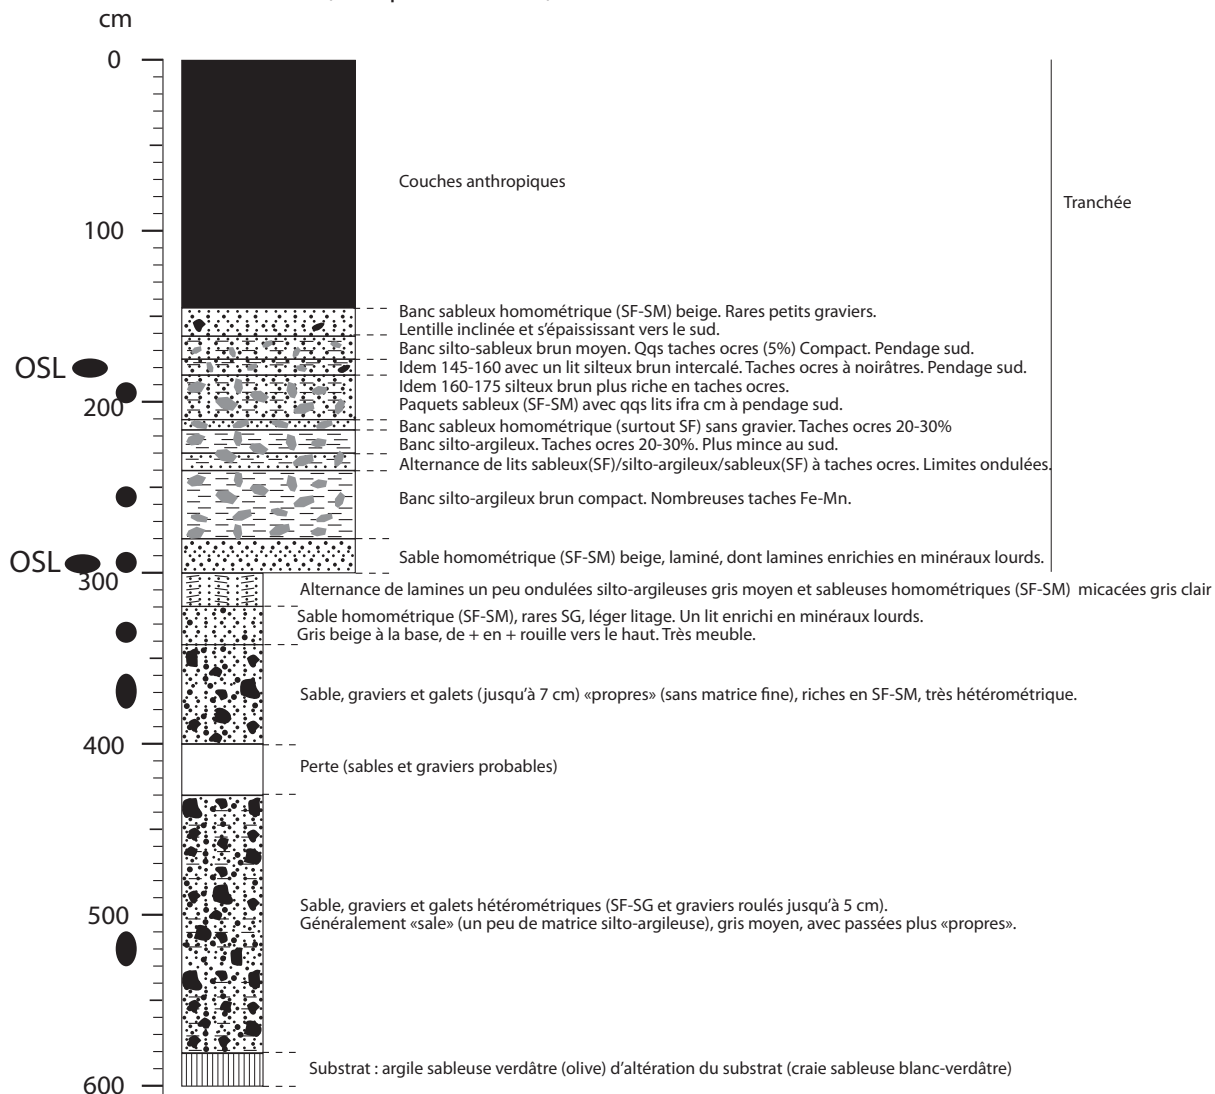 cm
0
Couches anthropiques
Tranchée
100
Banc sableux homométrique (SF-SM) beige. Rares petits graviers.
Lentille inclinée et s’épaississant vers le sud.
Banc silto-sableux brun moyen. Qqs taches ocres (5%) Compact. Pendage sud.
OSL
Idem 145-160 avec un lit silteux brun intercalé. Taches ocres à noirâtres. Pendage sud.
Idem 160-175 silteux brun plus riche en taches ocres.
200
Paquets sableux (SF-SM) avec qqs lits ifra cm à pendage sud.
Banc sableux homométrique (surtout SF) sans gravier. Taches ocres 20-30%
Banc silto-argileux. Taches ocres 20-30%. Plus mince au sud.
Alternance de lits sableux(SF)/silto-argileux/sableux(SF) à taches ocres. Limites ondulées.
Banc silto-argileux brun compact. Nombreuses taches Fe-Mn.
OSL
Sable homométrique (SF-SM) beige, laminé, dont lamines enrichies en minéraux lourds.
300
Alternance de lamines un peu ondulées silto-argileuses gris moyen et sableuses homométriques (SF-SM) micacées gris clair
Sable homométrique (SF-SM), rares SG, léger litage. Un lit enrichi en minéraux lourds.
Gris beige à la base, de + en + rouille vers le haut. Très meuble.
Sable, graviers et galets (jusqu’à 7 cm) «propres» (sans matrice fine), riches en SF-SM, très hétérométrique.
400
Perte (sables et graviers probables)
Sable, graviers et galets hétérométriques (SF-SG et graviers roulés jusqu’à 5 cm).
500
Généralement «sale» (un peu de matrice silto-argileuse), gris moyen, avec passées plus «propres».
Substrat : argile sableuse verdâtre (olive) d’altération du substrat (craie sableuse blanc-verdâtre)
600